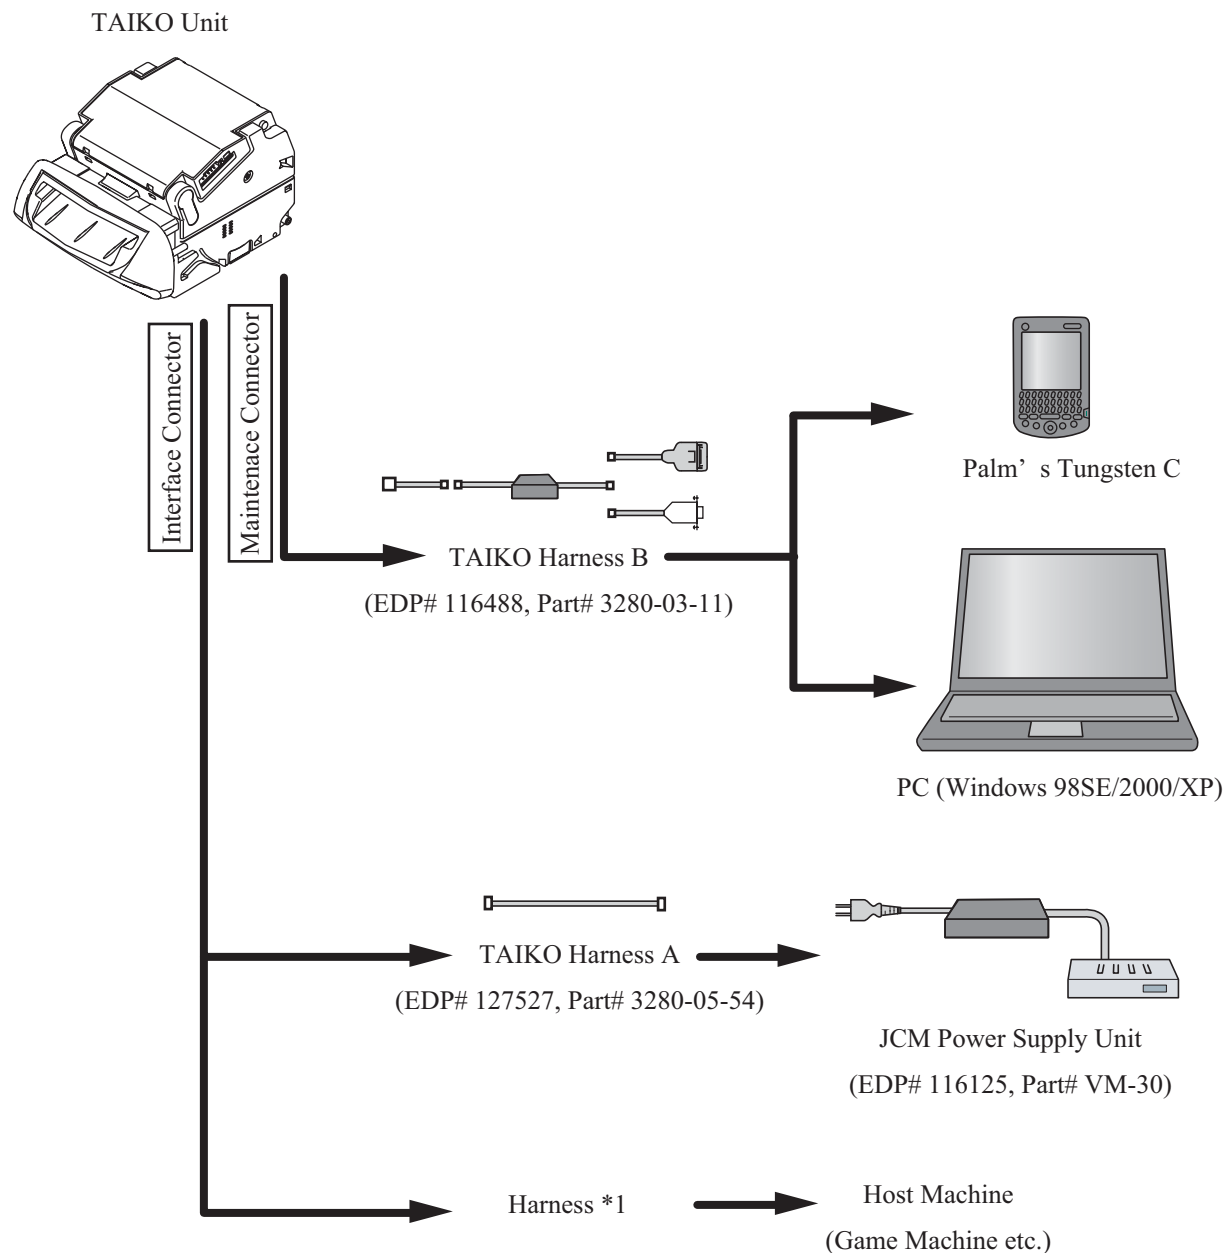 TAIKO Unit
Interface Connector
Maintenace Connector
Palm’ s Tungsten C
TAIKO Harness B
(EDP# 116488, Part# 3280-03-11)
PC (Windows 98SE/2000/XP)
TAIKO Harness A
(EDP# 127527, Part# 3280-05-54)
JCM Power Supply Unit
(EDP# 116125, Part# VM-30)
Harness *1
Host Machine
(Game Machine etc.)